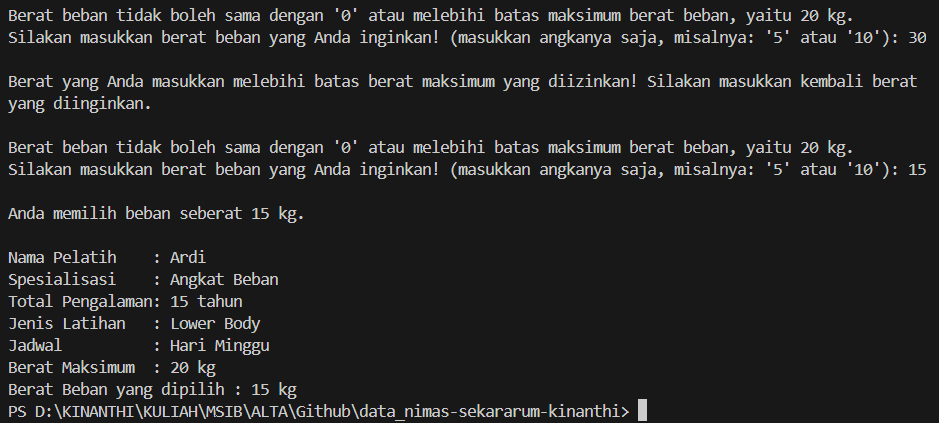 Berat beban tidak boleh sama dengan '0' atau melebihi batas maksimum berat beban, yaitu 20 kg.
Silakan masukkan berat beban yang Anda inginkan! (masukkan angkanya saja, misalnya: '5' atau '10'): 30
Berat yang Anda masukkan melebihi batas berat maksimum yang diizinkan! Silakan masukkan kembali berat
yang diinginkan.
Berat beban tidak boleh sama dengan '0' atau melebihi batas maksimum berat beban, yaitu 20 kg.
Silakan masukkan berat beban yang Anda inginkan! (masukkan angkanya saja, misalnya: '5' atau '10'): 15
Anda memilih beban seberat 15 kg.
Nama Pelatih    : Ardi
Spesialisasi    : Angkat Beban
Total Pengalaman: 15 tahun
Jenis Latihan   : Lower Body
Jadwal          : Hari Minggu
Berat Maksimum  : 20 kg
Berat Beban yang dipilih : 15 kg
PS D:\KINANTHI\KULIAH\MSIB\ALTA\Github\data_nimas-sekararum-kinanthi>